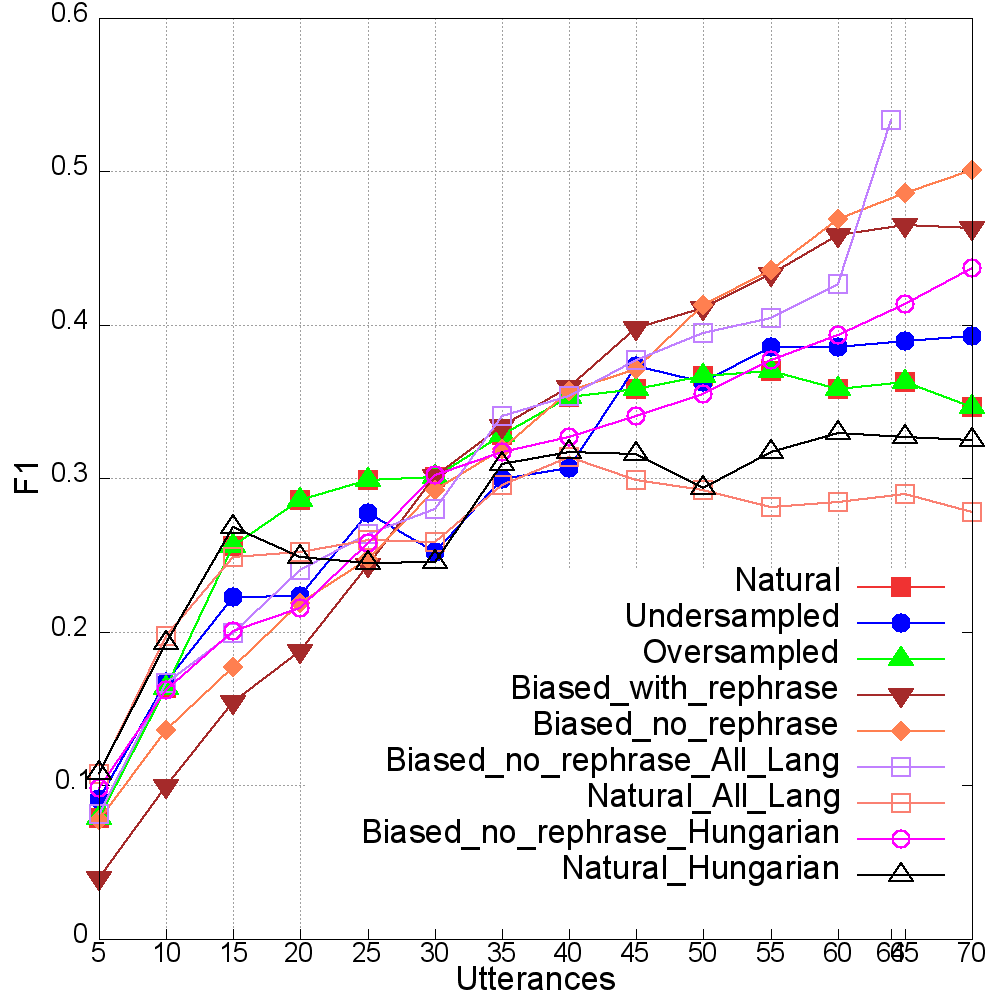 0.6
0.5
0.4
0.3
0.2
0.1
0
F1
Natural
Undersampled
Oversampled
Biased_with_rephrase
Biased_no_rephrase
Biased_no_rephrase_All_Lang
Natural_All_Lang
Biased_no_rephrase_Hungarian
Natural_Hungarian
5 10 15 20 25 30 35 40 45 50 55 60 64 65 70
Utterances